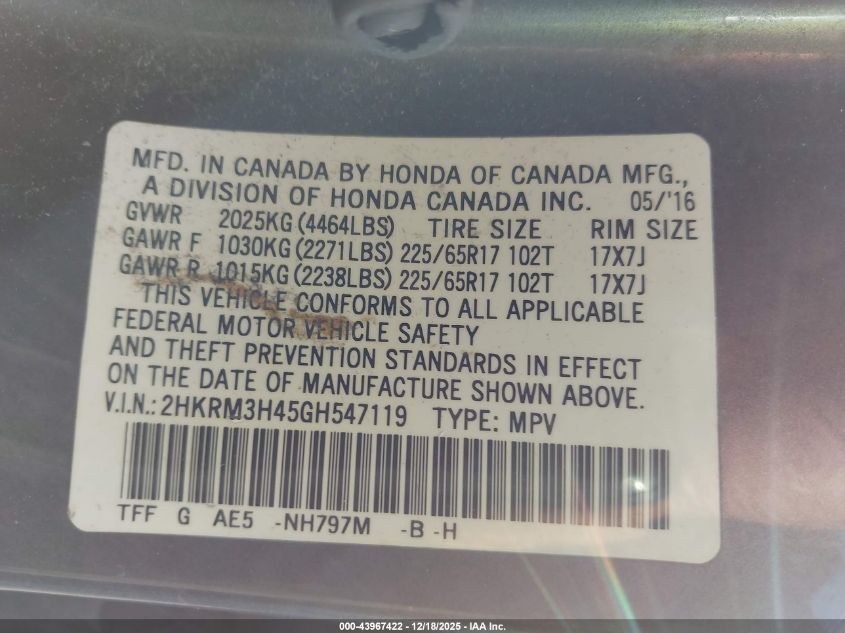 MFD. IN CANADA BY HONDA OF CANADA MFG.,
A DIVISION OF HONDA CANADA INC. 05/'16
GVWR 2025KG (4464LBS) TIRE SIZE RIM SIZE
GAWR F 1030KG (2271LBS) 225/65R17 102T 17X7J
GAWR R 1015KG (2238LBS) 225/65R17 102T 17X7J
THIS VEHICLE CONFORMS TO ALL APPLICABLE
FEDERAL MOTOR VEHICLE SAFETY
AND THEFT PREVENTION STANDARDS IN EFFECT
ON THE DATE OF MANUFACTURE SHOWN ABOVE.
V.I.N.: 2HKRM3H45GH547119 TYPE: MPV
TFF G AE5 -NH797M -B -H
000-43967422 - 12/18/2025 - IAA Inc.